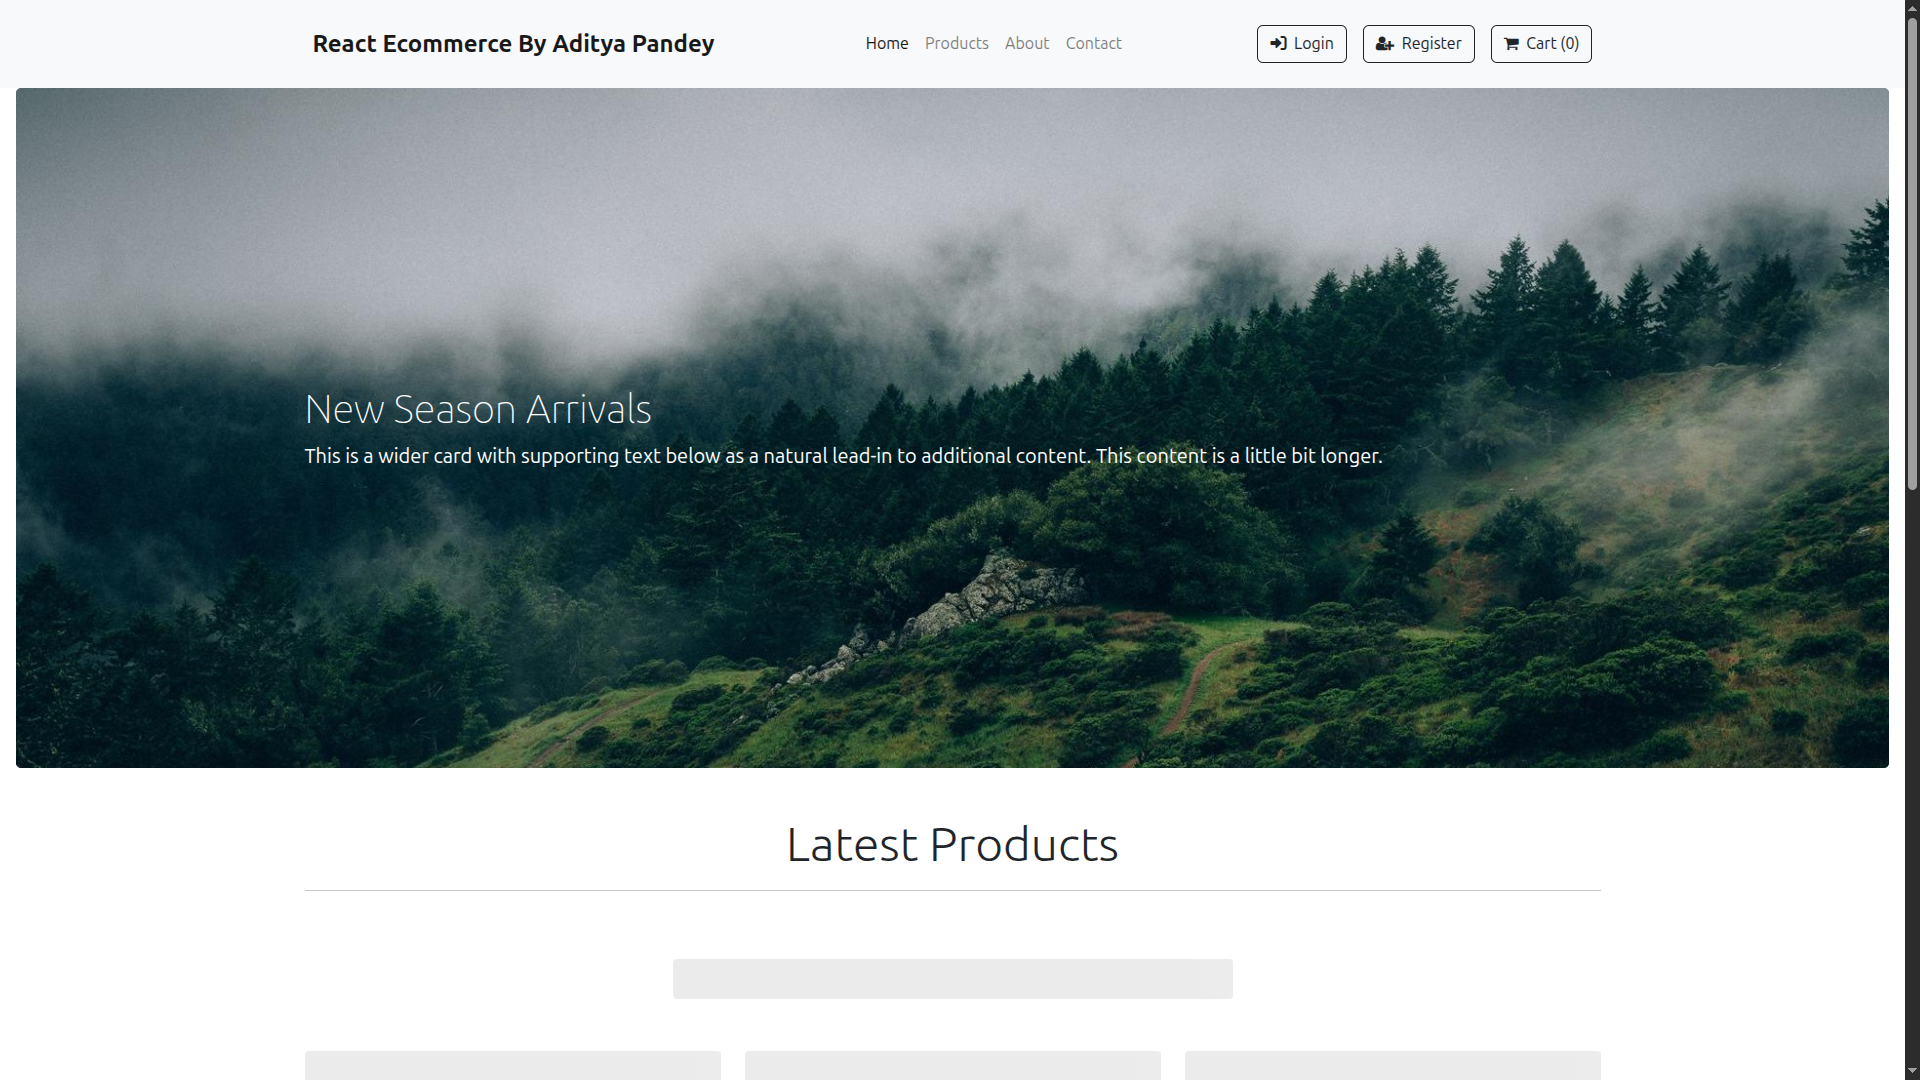 React Ecommerce By Aditya Pandey
Home Products About Contact
Login Register Cart (0)
New Season Arrivals
This is a wider card with supporting text below as a natural lead-in to additional content. This content is a little bit longer.
Latest Products